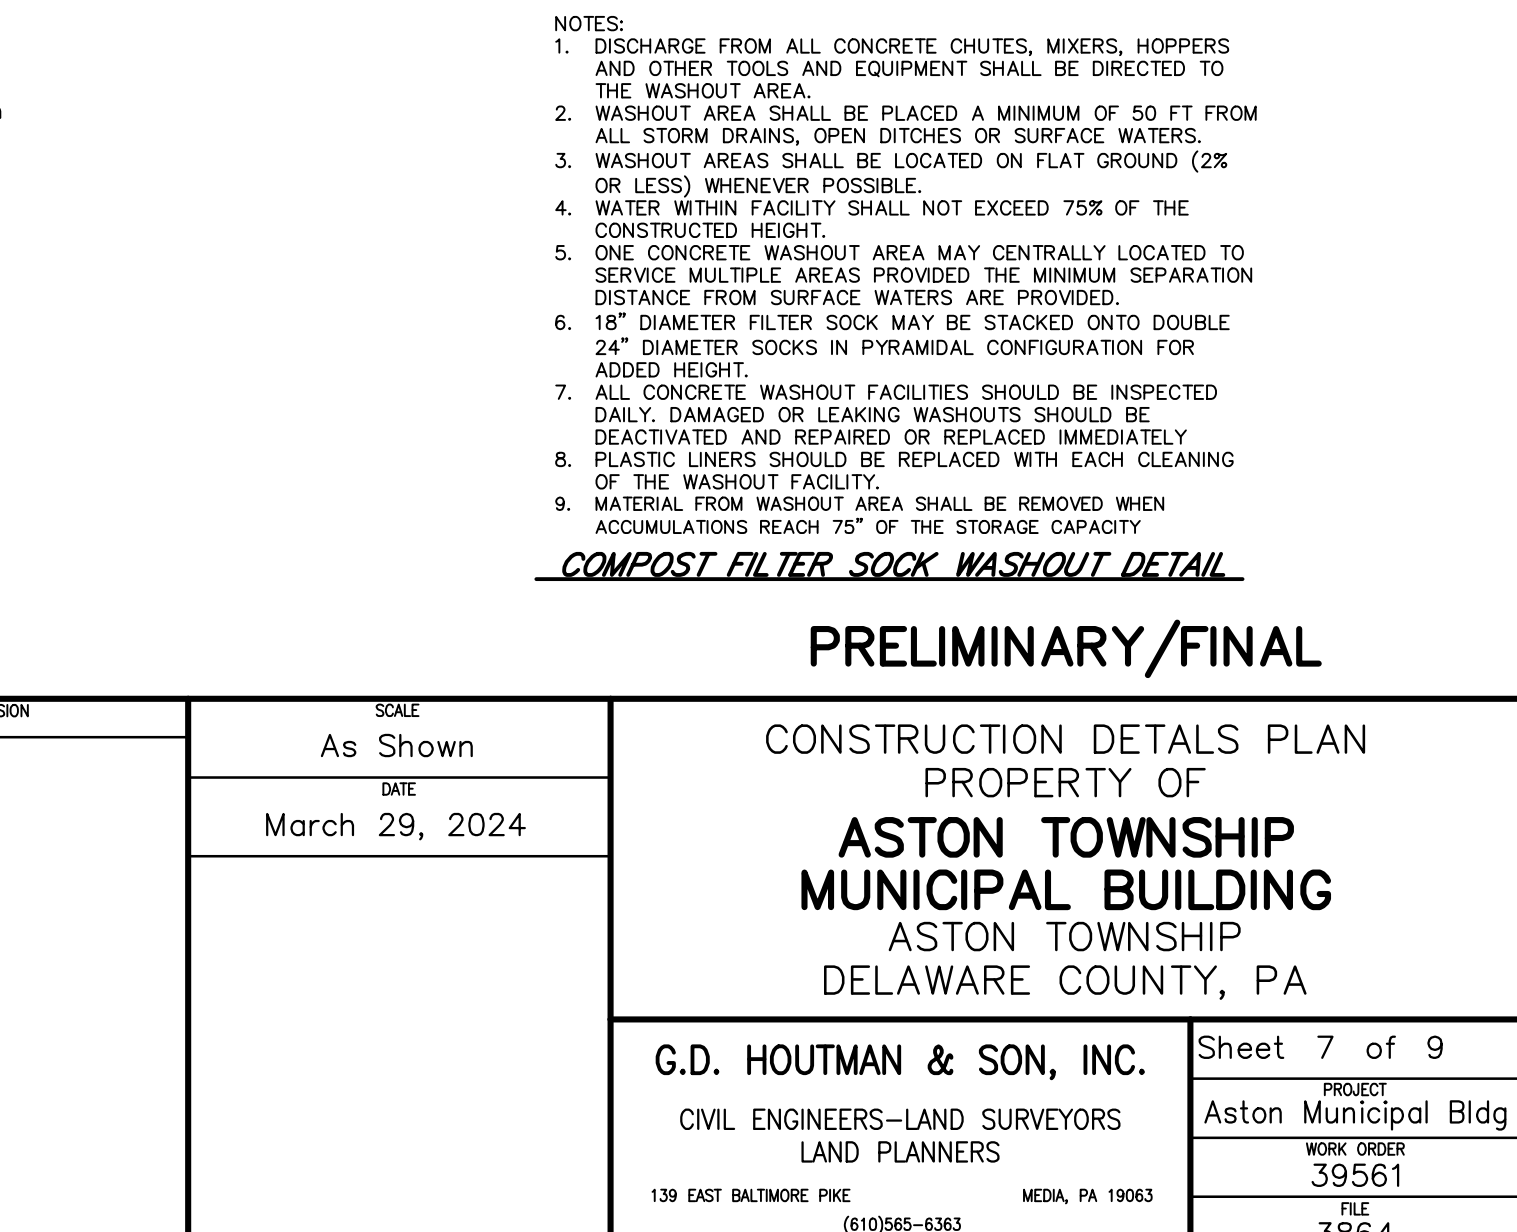 NOTES:
1. DISCHARGE FROM ALL CONCRETE CHUTES, MIXERS, HOPPERS
AND OTHER TOOLS AND EQUIPMENT SHALL BE DIRECTED TO
THE WASHOUT AREA.
2. WASHOUT AREA SHALL BE PLACED A MINIMUM OF 50 FT FROM
ALL STORM DRAINS, OPEN DITCHES OR SURFACE WATERS.
3. WASHOUT AREAS SHALL BE LOCATED ON FLAT GROUND (2%
OR LESS) WHENEVER POSSIBLE.
4. WATER WITHIN FACILITY SHALL NOT EXCEED 75% OF THE
CONSTRUCTED HEIGHT.
5. ONE CONCRETE WASHOUT AREA MAY CENTRALLY LOCATED TO
SERVICE MULTIPLE AREAS PROVIDED THE MINIMUM SEPARATION
DISTANCE FROM SURFACE WATERS ARE PROVIDED.
6. 18" DIAMETER FILTER SOCK MAY BE STACKED ONTO DOUBLE
24" DIAMETER SOCKS IN PYRAMIDAL CONFIGURATION FOR
ADDED HEIGHT.
7. ALL CONCRETE WASHOUT FACILITIES SHOULD BE INSPECTED
DAILY. DAMAGED OR LEAKING WASHOUTS SHOULD BE
DEACTIVATED AND REPAIRED OR REPLACED IMMEDIATELY
8. PLASTIC LINERS SHOULD BE REPLACED WITH EACH CLEANING
OF THE WASHOUT FACILITY.
9. MATERIAL FROM WASHOUT AREA SHALL BE REMOVED WHEN
ACCUMULATIONS REACH 75" OF THE STORAGE CAPACITY
COMPOST FILTER SOCK WASHOUT DETAIL
PRELIMINARY/FINAL
SCALE
As Shown
DATE
March 29, 2024
CONSTRUCTION DETALS PLAN
PROPERTY OF
ASTON TOWNSHIP
MUNICIPAL BUILDING
ASTON TOWNSHIP
DELAWARE COUNTY, PA
G.D. HOUTMAN & SON, INC.
CIVIL ENGINEERS-LAND SURVEYORS
LAND PLANNERS
139 EAST BALTIMORE PIKE MEDIA, PA 19063
(610)565-6363
Sheet 7 of 9
PROJECT
Aston Municipal Bldg
WORK ORDER
39561
FILE